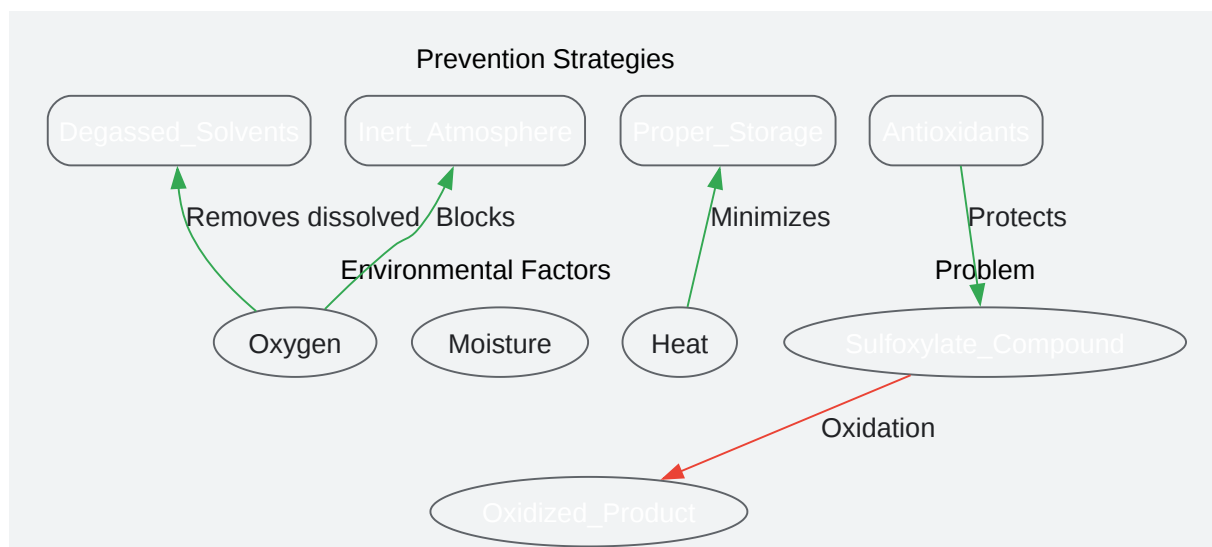 Prevention Strategies
Degassed_Solvents
Inert_Atmosphere
Proper_Storage
Antioxidants
Removes dissolved
Blocks
Minimizes
Protects
Environmental Factors
Problem
Oxygen
Moisture
Heat
Sulfoxylate_Compound
Oxidation
Oxidized_Product